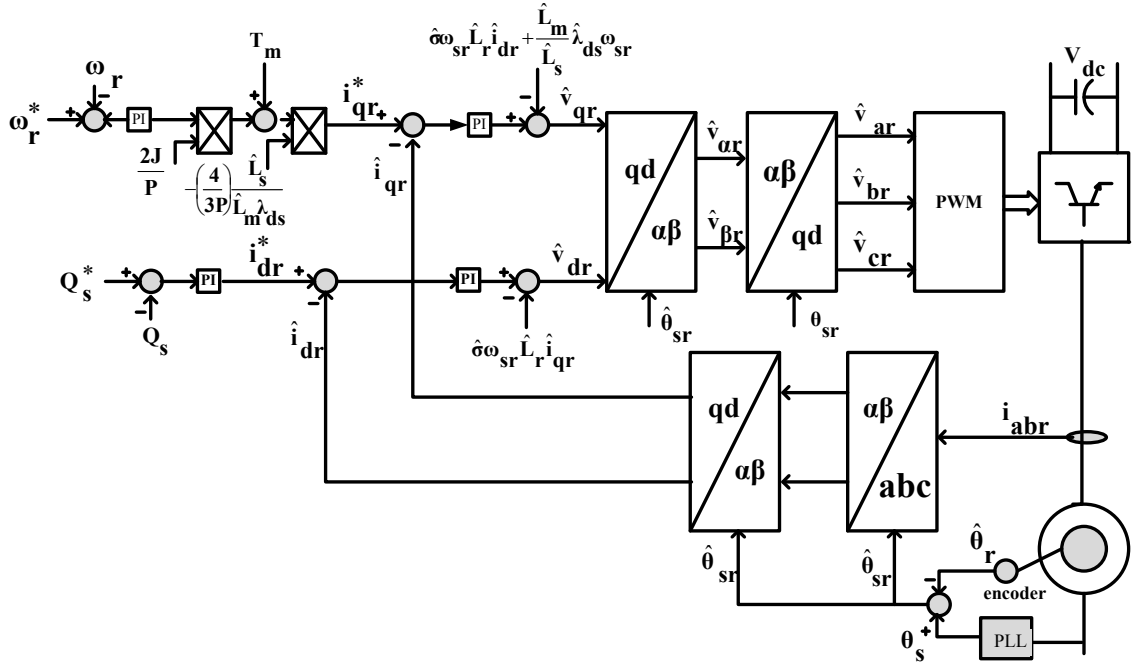 σ̂ω_sr L̂_r î_dr + L̂_m/L̂_s λ̂_ds ω_sr
V_dc
T_m
ω_r
ω_r^*
+
−
PI
+
i_qr^*
+
−
PI
+
−
v̂_qr
2J/P
−(4/3P) L̂_s/L̂_m λ_ds
î_qr
qd
αβ
v̂_αr
v̂_βr
αβ
qd
v̂_ar
v̂_br
v̂_cr
PWM
Q_s^*
+
−
Q_s
PI
i_dr^*
+
−
PI
+
−
v̂_dr
î_dr
σ̂ω_sr L̂_r î_qr
θ̂_sr
θ_sr
qd
αβ
αβ
abc
i_abr
θ̂_sr
θ̂_sr
θ̂_r
−
encoder
θ_s
+
PLL